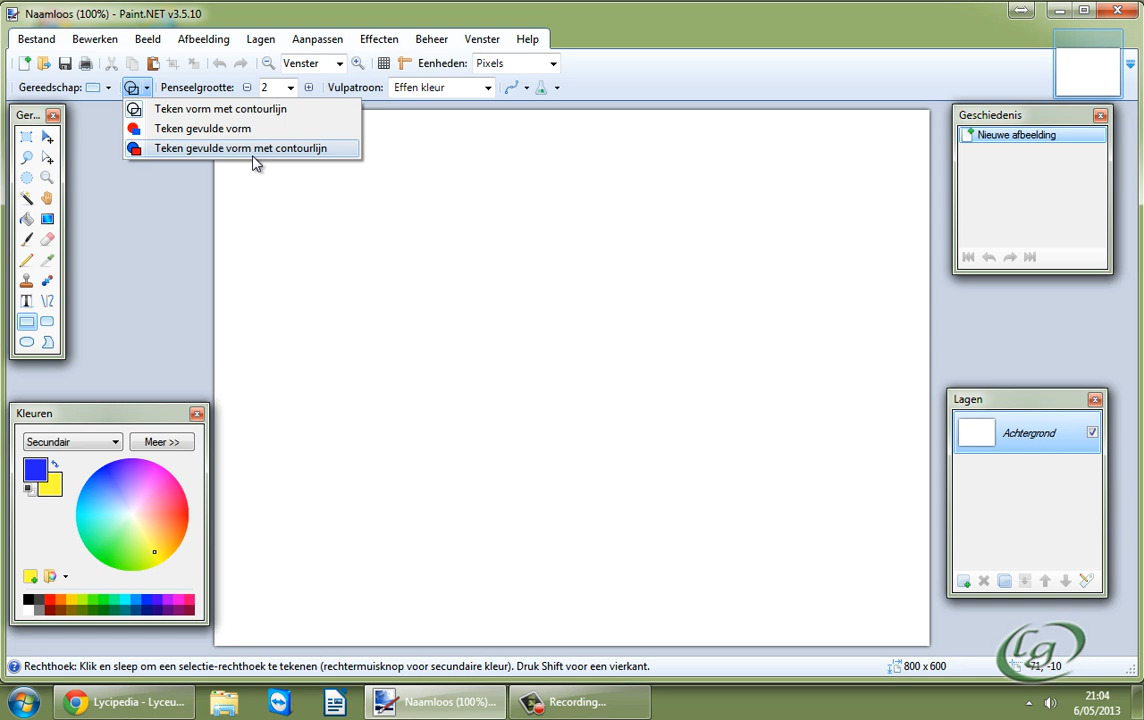 Naamloos (100%) - Paint.NET v3.5.10
Bestand Bewerken Beeld Afbeelding Lagen Aanpassen Effecten Beheer Venster Help
Venster Eenheden: Pixels
Gereedschap: Penseelgrootte: 2 Vulpatroon: Effen kleur
Teken vorm met contourlijn
Teken gevulde vorm
Teken gevulde vorm met contourlijn
Ger...
Geschiedenis
Nieuwe afbeelding
Lagen
Achtergrond
Kleuren
Secundair Meer >>
Rechthoek: Klik en sleep om een selectie-rechthoek te tekenen (rechtermuisknop voor secundaire kleur). Druk Shift voor een vierkant.
800 x 600
71, -10
Lg
Lycipedia - Lyceu...
Naamloos (100%)...
Recording...
21:04
6/05/2013